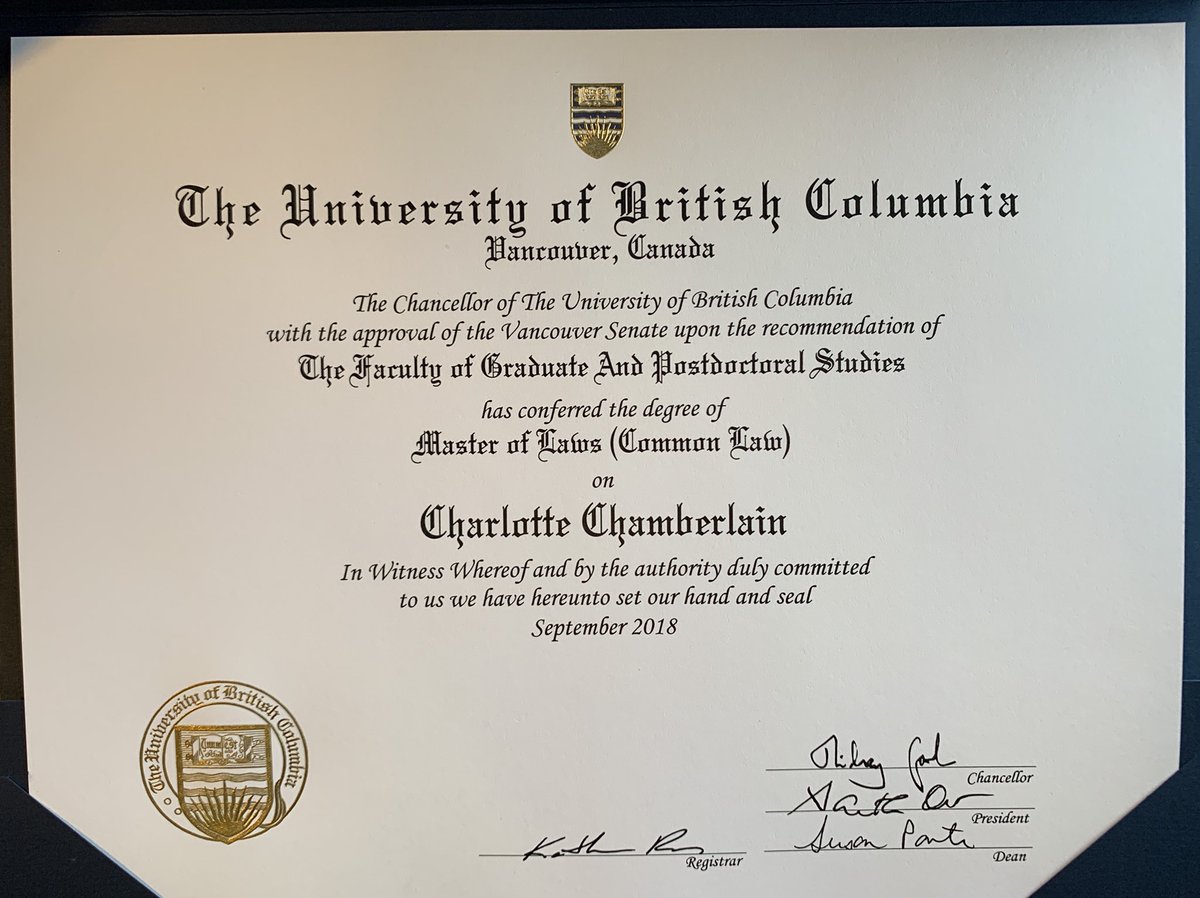 The University of British Columbia
Vancouver, Canada
The Chancellor of The University of British Columbia
with the approval of the Vancouver Senate upon the recommendation of
The Faculty of Graduate And Postdoctoral Studies
has conferred the degree of
Master of Laws (Common Law)
on
Charlotte Chamberlain
In Witness Whereof and by the authority duly committed
to us we have hereunto set our hand and seal
September 2018
The University of British Columbia
Chancellor
President
Susan
Dean
Registrar